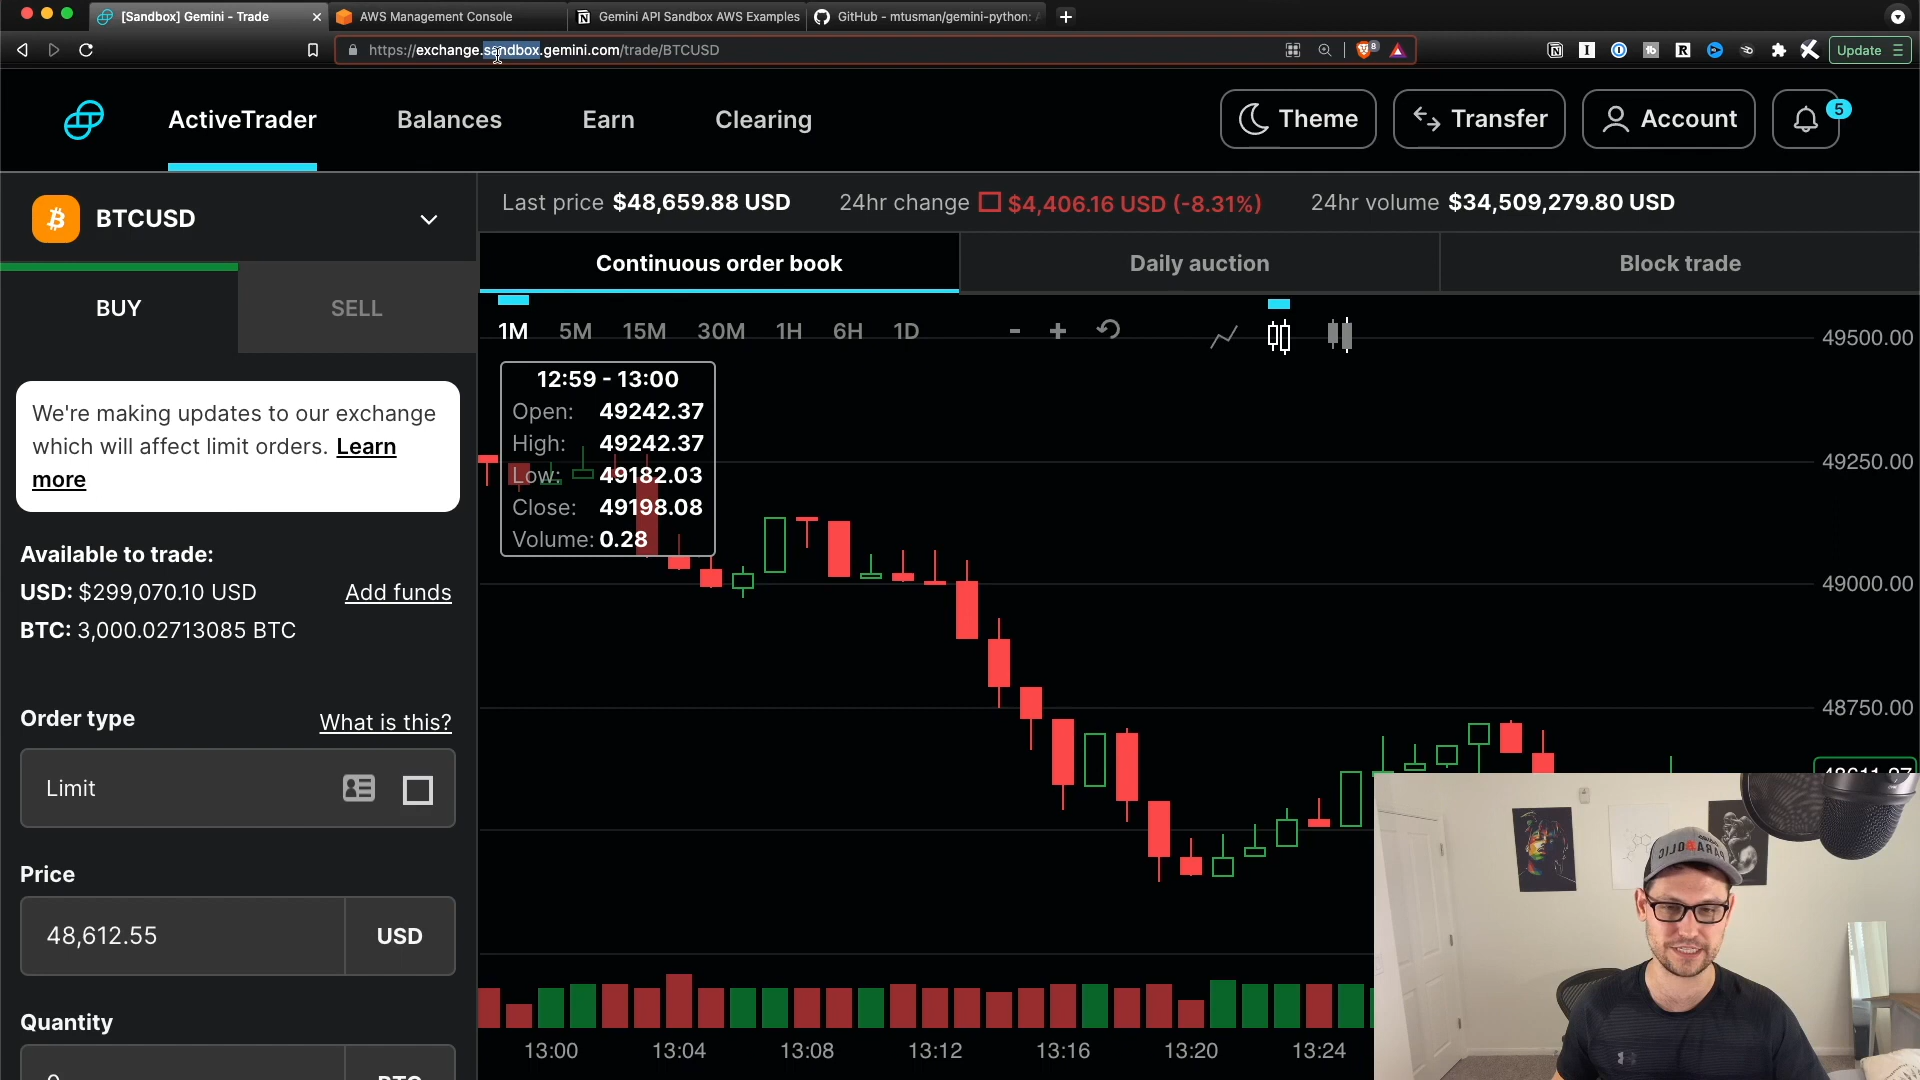 [Sandbox] Gemini - Trade
AWS Management Console
Gemini API Sandbox AWS Examples
GitHub - mtusman/gemini-python:
https://exchange.sandbox.gemini.com/trade/BTCUSD
8
Update
ActiveTrader
Balances
Earn
Clearing
Theme
Transfer
Account
5
BTCUSD
Last price $48,659.88 USD
24hr change $4,406.16 USD (-8.31%)
24hr volume $34,509,279.80 USD
Continuous order book
Daily auction
Block trade
BUY
SELL
1M 5M 15M 30M 1H 6H 1D
- +
12:59 - 13:00
Open: 49242.37
High: 49242.37
Low: 49182.03
Close: 49198.08
Volume: 0.28
49500.00
49250.00
49000.00
48750.00
We're making updates to our exchange
which will affect limit orders. Learn
more
Available to trade:
USD: $299,070.10 USD
Add funds
BTC: 3,000.02713085 BTC
Order type
What is this?
Limit
Price
48,612.55
USD
Quantity
13:00
13:04
13:08
13:12
13:16
13:20
13:24